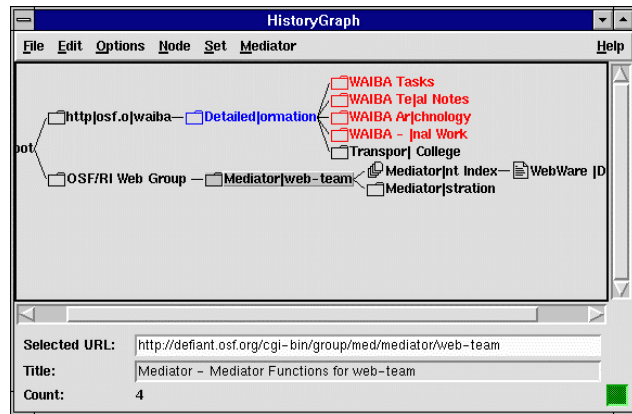 HistoryGraph
File Edit Options Node Set Mediator Help
WAIBA Tasks
WAIBA Te|al Notes
http|osf.o|waiba Detailed|ormation WAIBA Ar|chnology
WAIBA - |nal Work
Transpor| College
oot
OSF/RI Web Group Mediator|web-team Mediator|nt Index WebWare |D
Mediator|stration
Selected URL: http://defiant.osf.org/cgi-bin/group/med/mediator/web-team
Title: Mediator - Mediator Functions for web-team
Count: 4